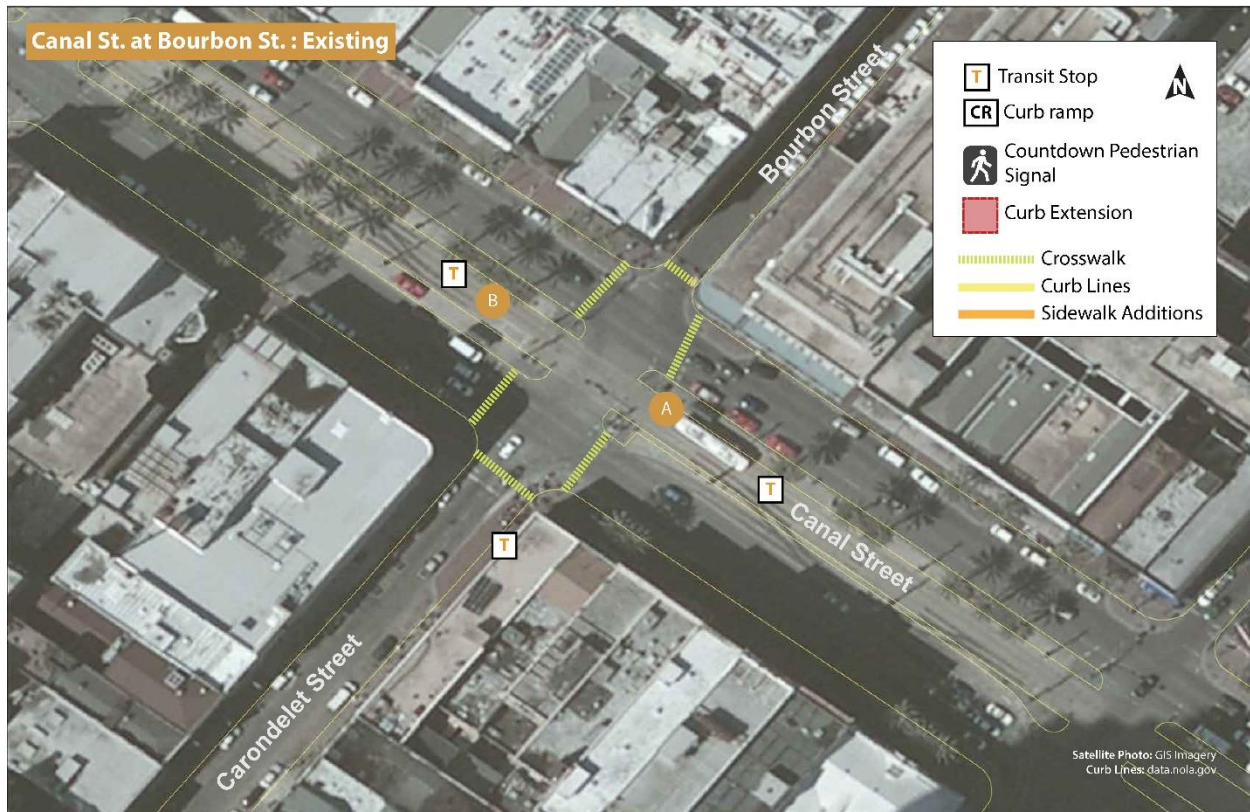 Canal St. at Bourbon St. : Existing
Bourbon Street
T Transit Stop
N
CR Curb ramp
Countdown Pedestrian
Signal
Curb Extension
Crosswalk
Curb Lines
Sidewalk Additions
T
B
A
T
Canal Street
T
Carondelet Street
Satellite Photo: GIS Imagery
Curb Lines: data.nola.gov